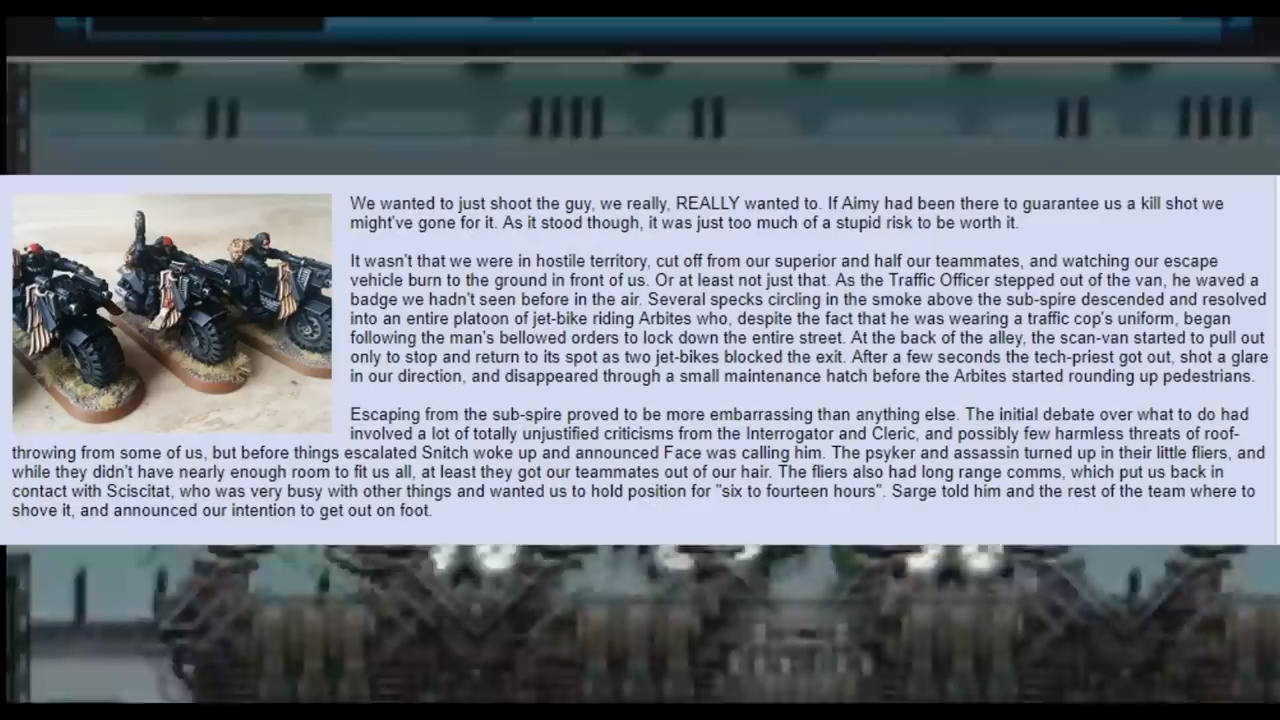 We wanted to just shoot the guy, we really, REALLY wanted to. If Aimy had been there to guarantee us a kill shot we
might've gone for it. As it stood though, it was just too much of a stupid risk to be worth it.
It wasn't that we were in hostile territory, cut off from our superior and half our teammates, and watching our escape
vehicle burn to the ground in front of us. Or at least not just that. As the Traffic Officer stepped out of the van, he waved a
badge we hadn't seen before in the air. Several specks circling in the smoke above the sub-spire descended and resolved
into an entire platoon of jet-bike riding Arbites who, despite the fact that he was wearing a traffic cop's uniform, began
following the man's bellowed orders to lock down the entire street. At the back of the alley, the scan-van started to pull out
only to stop and return to its spot as two jet-bikes blocked the exit. After a few seconds the tech-priest got out, shot a glare
in our direction, and disappeared through a small maintenance hatch before the Arbites started rounding up pedestrians.
Escaping from the sub-spire proved to be more embarrassing than anything else. The initial debate over what to do had
involved a lot of totally unjustified criticisms from the Interrogator and Cleric, and possibly few harmless threats of roof-
throwing from some of us, but before things escalated Snitch woke up and announced Face was calling him. The psyker and assassin turned up in their little fliers, and
while they didn't have nearly enough room to fit us all, at least they got our teammates out of our hair. The fliers also had long range comms, which put us back in
contact with Sciscitat, who was very busy with other things and wanted us to hold position for "six to fourteen hours". Sarge told him and the rest of the team where to
shove it, and announced our intention to get out on foot.